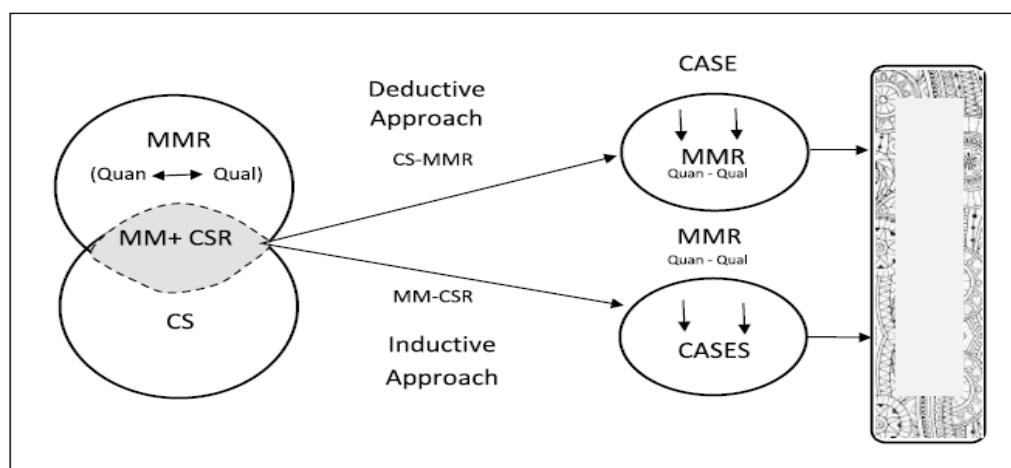 MMR
(Quan Qual)
MM+ CSR
CS
Deductive
Approach
CS-MMR
MM-CSR
Inductive
Approach
CASE
MMR
Quan - Qual
MMR
Quan - Qual
CASES